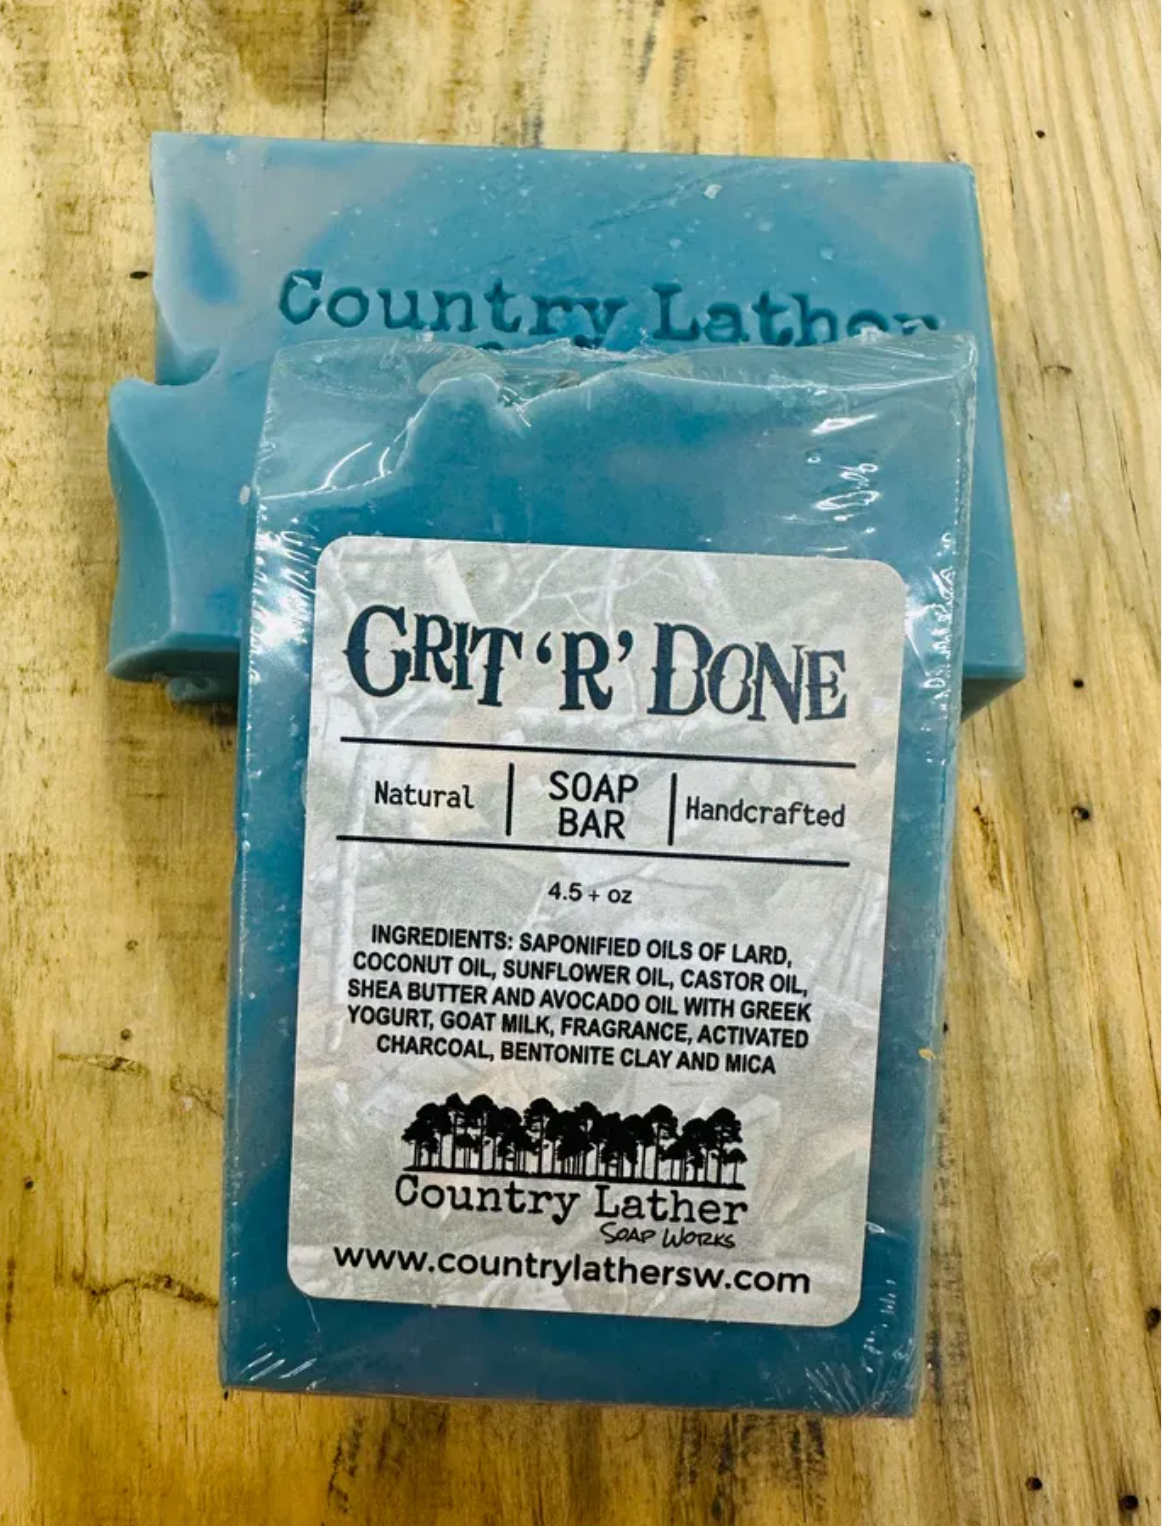 Country Lather
GRIT 'R' DONE
Natural
SOAP
BAR
Handcrafted
4.5 + oz
INGREDIENTS: SAPONIFIED OILS OF LARD,
COCONUT OIL, SUNFLOWER OIL, CASTOR OIL,
SHEA BUTTER AND AVOCADO OIL WITH GREEK
YOGURT, GOAT MILK, FRAGRANCE, ACTIVATED
CHARCOAL, BENTONITE CLAY AND MICA
Country Lather
SOAP WORKS
www.countrylathersw.com